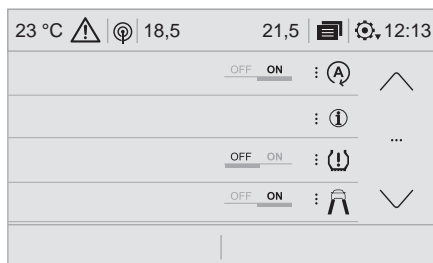 23 °C 18,5 21,5 12:13
OFF ON : A
: i
OFF ON : (!)
OFF ON :
...